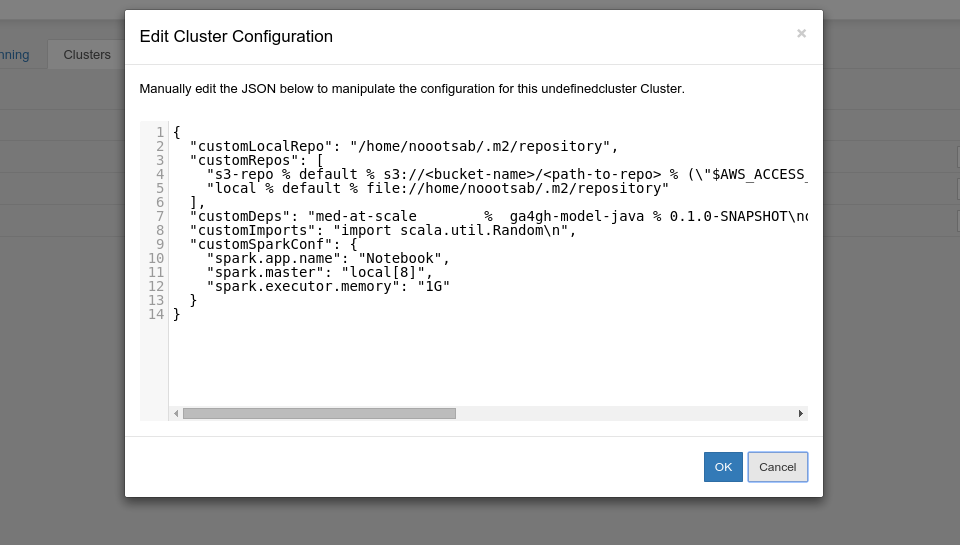 Edit Cluster Configuration
×
nning
Clusters
Manually edit the JSON below to manipulate the configuration for this undefinedcluster Cluster.
1 {
2   "customLocalRepo": "/home/noootsab/.m2/repository",
3   "customRepos": [
4     "s3-repo % default % s3://<bucket-name>/<path-to-repo> % (\"$AWS_ACCESS_
5     "local % default % file://home/noootsab/.m2/repository"
6   ],
7   "customDeps": "med-at-scale        %  ga4gh-model-java % 0.1.0-SNAPSHOT\n
8   "customImports": "import scala.util.Random\n",
9   "customSparkConf": {
10     "spark.app.name": "Notebook",
11     "spark.master": "local[8]",
12     "spark.executor.memory": "1G"
13   }
14 }
OK
Cancel